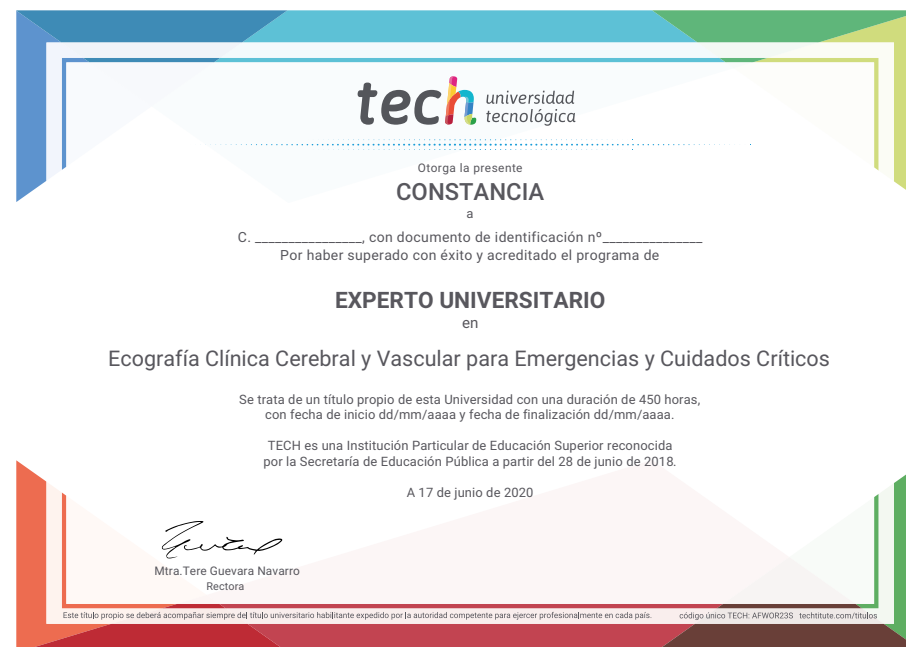 tech universidad
tecnológica
Otorga la presente
CONSTANCIA
a
C. ________________, con documento de identificación nº_______________
Por haber superado con éxito y acreditado el programa de
EXPERTO UNIVERSITARIO
en
Ecografía Clínica Cerebral y Vascular para Emergencias y Cuidados Críticos
Se trata de un título propio de esta Universidad con una duración de 450 horas,
con fecha de inicio dd/mm/aaaa y fecha de finalización dd/mm/aaaa.
TECH es una Institución Particular de Educación Superior reconocida
por la Secretaría de Educación Pública a partir del 28 de junio de 2018.
A 17 de junio de 2020
Mtra.Tere Guevara Navarro
Rectora
Este título propio se deberá acompañar siempre del título universitario habilitante expedido por la autoridad competente para ejercer profesionalmente en cada país. código único TECH: AFWOR23S techtitute.com/titulos